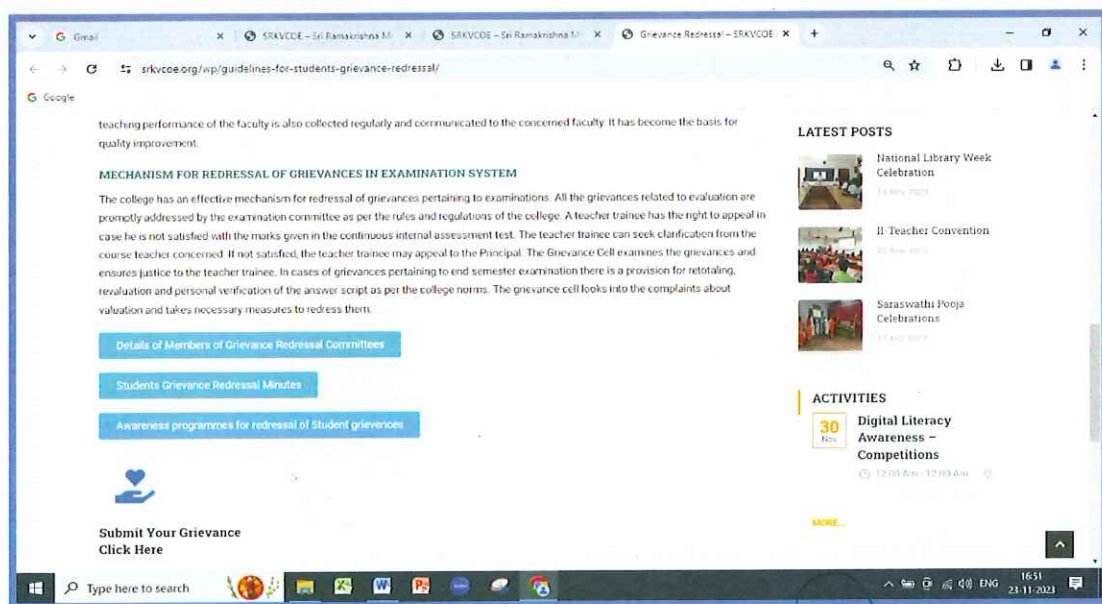 Gmail
SRKVCOE – Sri Ramakrishna Mi
SRKVCOE – Sri Ramakrishna Mi
Grievance Redressal – SRKVCOE
srkvcoe.org/wp/guidelines-for-students-grievance-redressal/
Google
teaching performance of the faculty is also collected regularly and communicated to the concerned faculty. It has become the basis for
quality improvement.
MECHANISM FOR REDRESSAL OF GRIEVANCES IN EXAMINATION SYSTEM
The college has an effective mechanism for redressal of grievances pertaining to examinations. All the grievances related to evaluation are
promptly addressed by the examination committee as per the rules and regulations of the college. A teacher trainee has the right to appeal in
case he is not satisfied with the marks given in the continuous internal assessment test. The teacher trainee can seek clarification from the
course teacher concerned. If not satisfied, the teacher trainee may appeal to the Principal. The Grievance Cell examines the grievances and
ensures justice to the teacher trainee. In cases of grievances pertaining to end semester examination there is a provision for retotaling,
revaluation and personal verification of the answer script as per the college norms. The grievance cell looks into the complaints about
valuation and takes necessary measures to redress them.
Details of Members of Grievance Redressal Committees
Students Grievance Redressal Minutes
Awareness programmes for redressal of Student grievences
Submit Your Grievance
Click Here
LATEST POSTS
National Library Week
Celebration
II-Teacher Convention
Saraswathi Pooja
Celebrations
ACTIVITIES
30
Nov
Digital Literacy
Awareness –
Competitions
12:00 Am - 12:00 Am
MORE...
Type here to search
ENG
16:51
23-11-2023